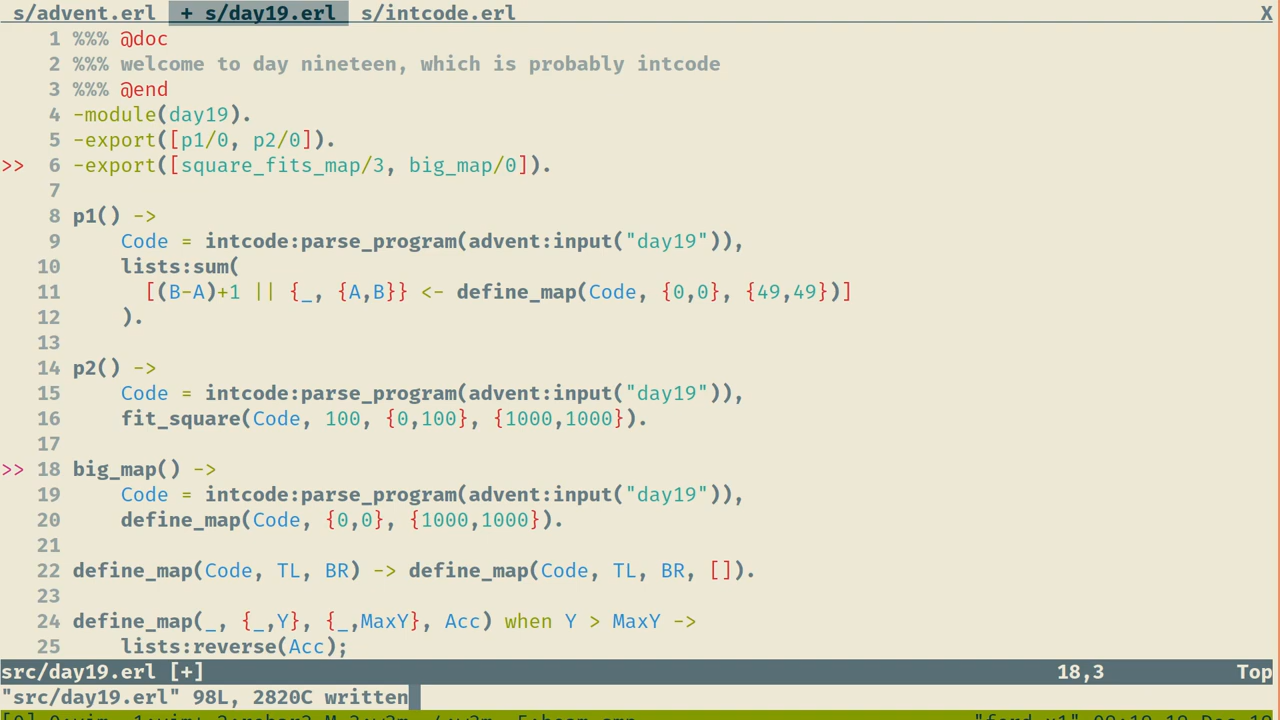 s/advent.erl + s/day19.erl s/intcode.erl X
1 %%% @doc
2 %%% welcome to day nineteen, which is probably intcode
3 %%% @end
4 -module(day19).
5 -export([p1/0, p2/0]).
>> 6 -export([square_fits_map/3, big_map/0]).
7
8 p1() ->
9     Code = intcode:parse_program(advent:input("day19")),
10     lists:sum(
11       [(B-A)+1 || {_, {A,B}} <- define_map(Code, {0,0}, {49,49})]
12     ).
13
14 p2() ->
15     Code = intcode:parse_program(advent:input("day19")),
16     fit_square(Code, 100, {0,100}, {1000,1000}).
17
>> 18 big_map() ->
19     Code = intcode:parse_program(advent:input("day19")),
20     define_map(Code, {0,0}, {1000,1000}).
21
22 define_map(Code, TL, BR) -> define_map(Code, TL, BR, []).
23
24 define_map(_, {_,Y}, {_,MaxY}, Acc) when Y > MaxY ->
25     lists:reverse(Acc);
src/day19.erl [+] 18,3 Top
"src/day19.erl" 98L, 2820C written